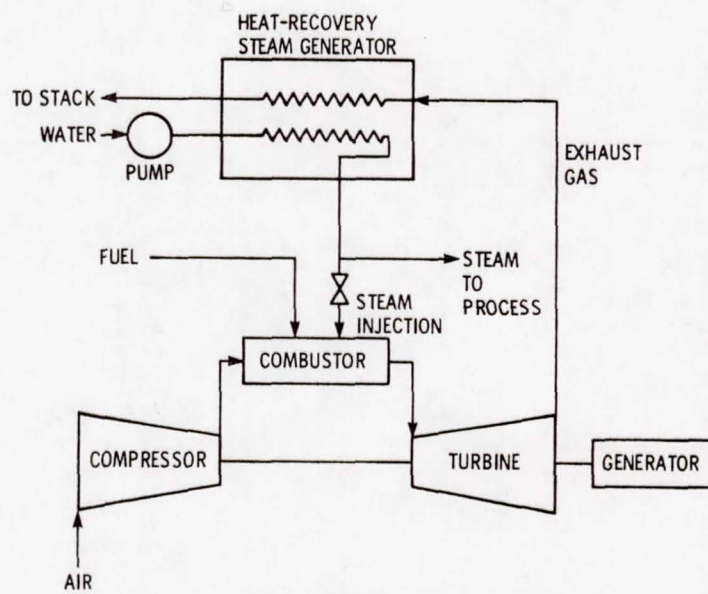 HEAT-RECOVERY
STEAM GENERATOR
TO STACK
WATER
PUMP
EXHAUST
GAS
FUEL
STEAM
TO
PROCESS
STEAM
INJECTION
COMBUSTOR
COMPRESSOR
TURBINE
GENERATOR
AIR